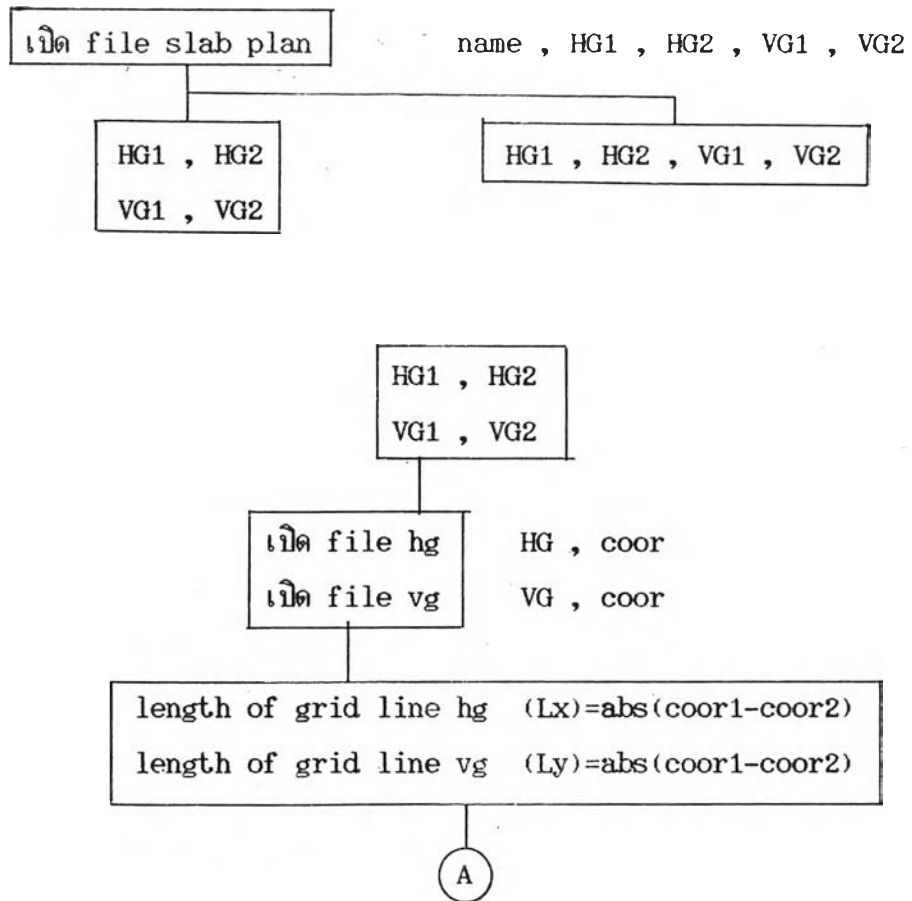 เปิด file slab plan name , HG1 , HG2 , VG1 , VG2
HG1 , HG2
VG1 , VG2
HG1 , HG2 , VG1 , VG2
HG1 , HG2
VG1 , VG2
เปิด file hg HG , coor
เปิด file vg VG , coor
length of grid line hg (Lx)=abs(coor1-coor2)
length of grid line vg (Ly)=abs(coor1-coor2)
A